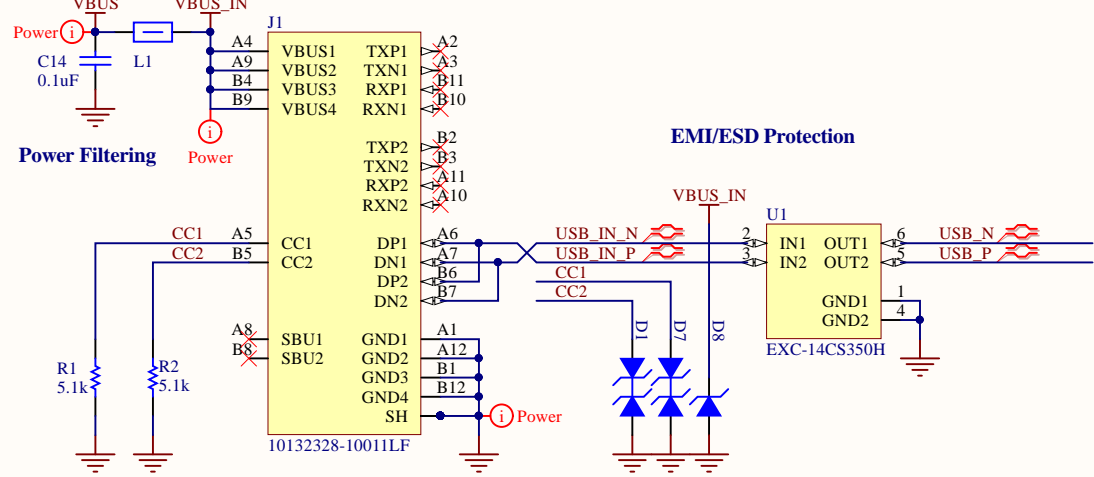 VBUS
VBUS_IN
Power
i
J1
C14
0.1uF
L1
A4
VBUS1
TXP1
A2
A9
VBUS2
TXN1
A3
B4
VBUS3
RXP1
B11
B9
VBUS4
RXN1
B10
i
Power
Power Filtering
TXP2
B2
TXN2
B3
RXP2
A11
RXN2
A10
EMI/ESD Protection
VBUS_IN
U1
CC1
A5
CC1
DP1
A6
USB_IN_N
2
IN1
OUT1
6
USB_N
CC2
B5
CC2
DN1
A7
USB_IN_P
3
IN2
OUT2
5
USB_P
DP2
B6
CC1
DN2
B7
CC2
GND1
1
GND2
4
EXC-14CS350H
A8
SBU1
GND1
A1
B8
SBU2
GND2
A12
GND3
B1
GND4
B12
SH
i
Power
D1
D7
D8
R1
5.1k
R2
5.1k
10132328-10011LF